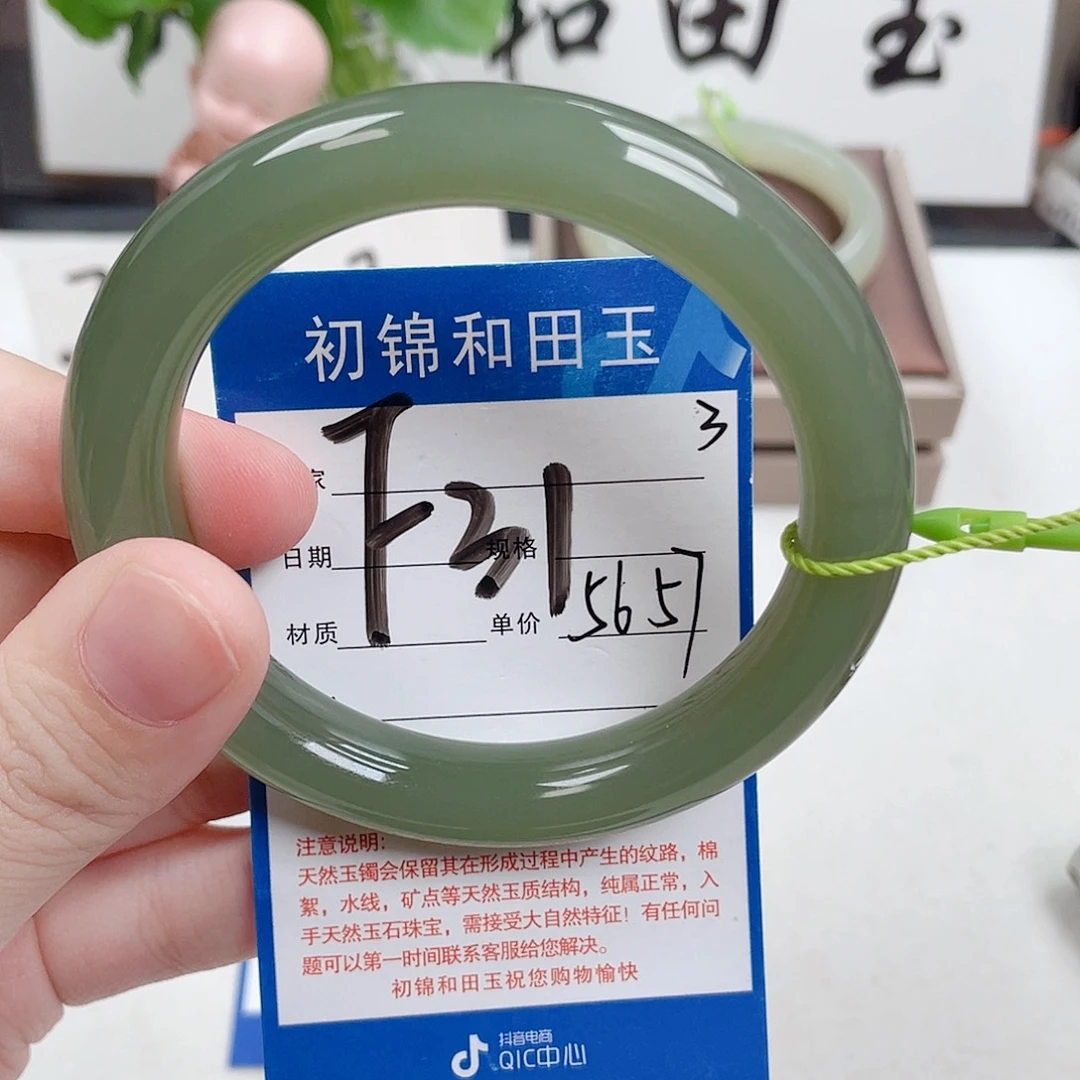 和田玉
初锦和田玉
3
家
F31
日期 规格
565
材质 单价
注意说明:
天然玉镯会保留其在形成过程中产生的纹路，棉
絮，水线，矿点等天然玉质结构，纯属正常，入
手天然玉石珠宝，需接受大自然特征！有任何问
题可以第一时间联系客服给您解决。
初锦和田玉祝您购物愉快
抖音电商
QIC中心